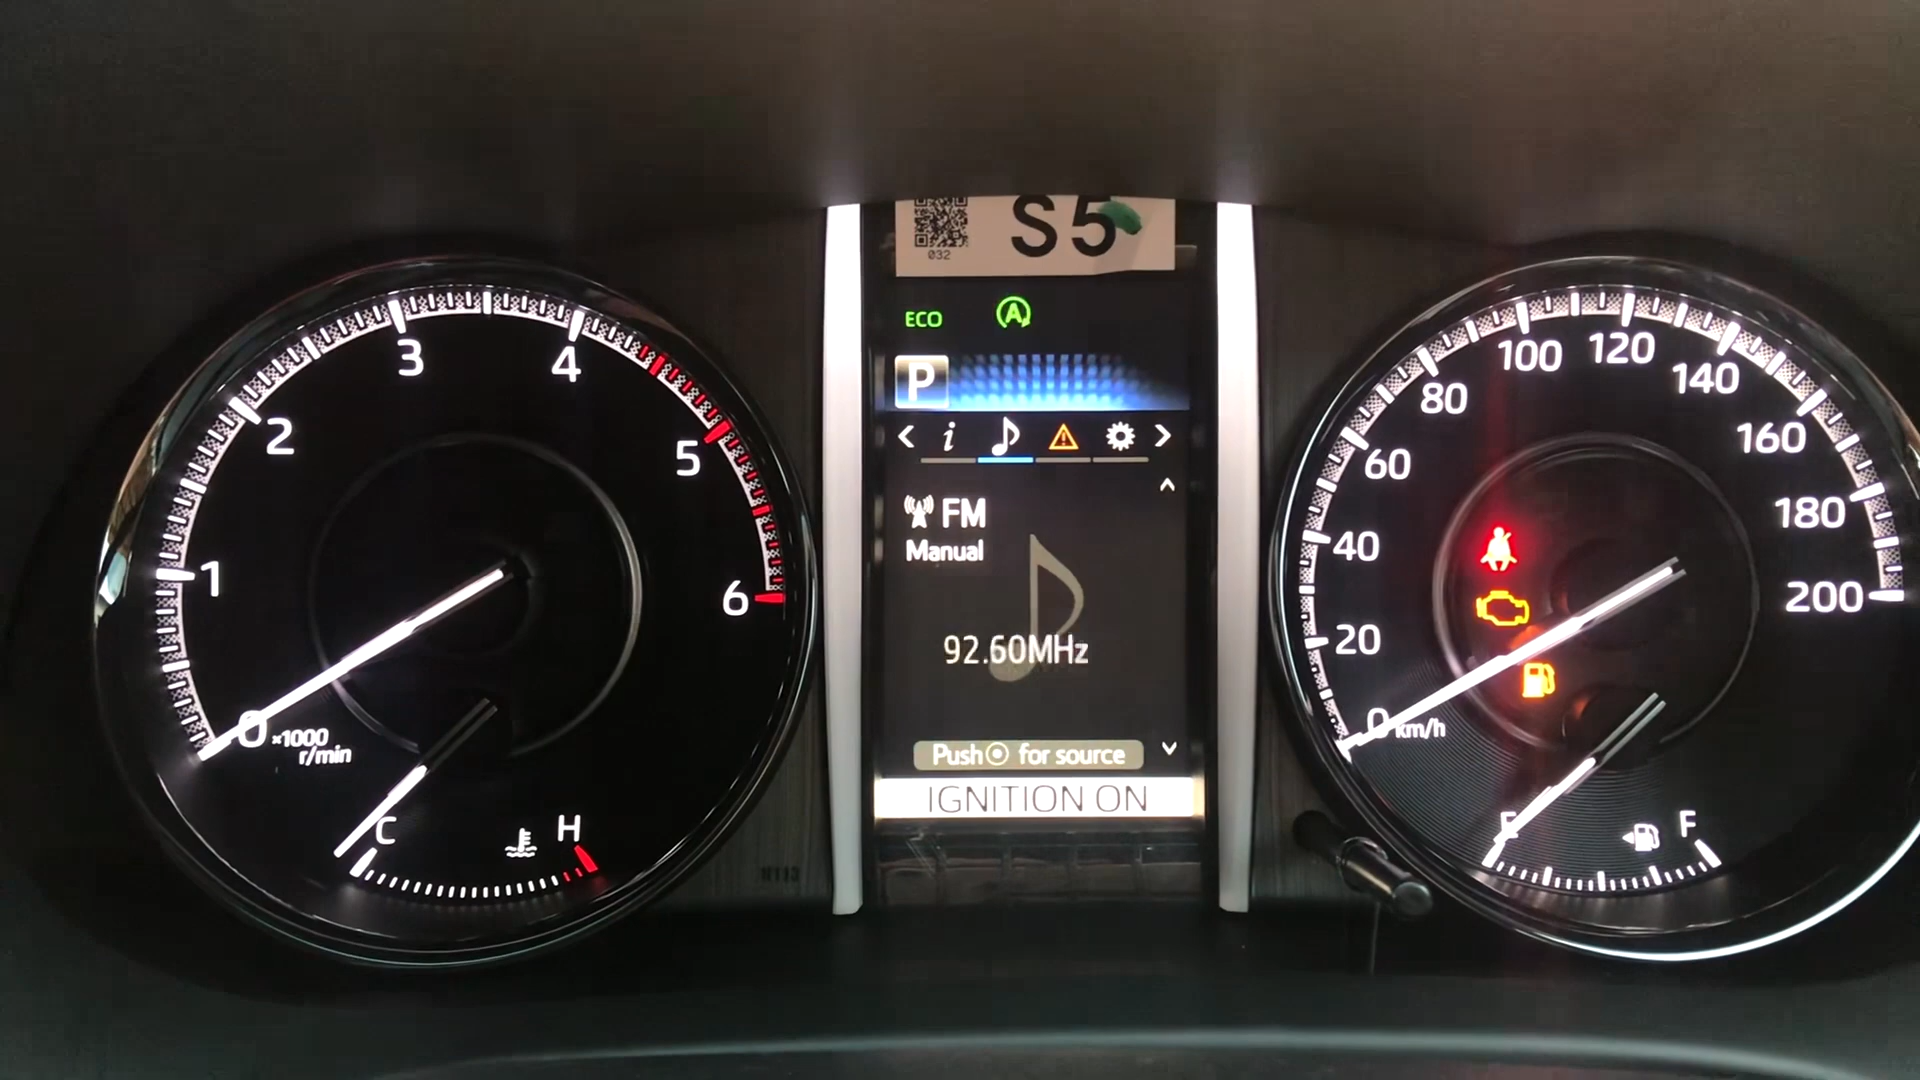 S5
032
ECO
A
P
i
FM
Manual
92.60MHz
Push for source
IGNITION ON
0
1
2
3
4
5
6
×1000
r/min
C
H
0
20
40
60
80
100
120
140
160
180
200
km/h
E
F